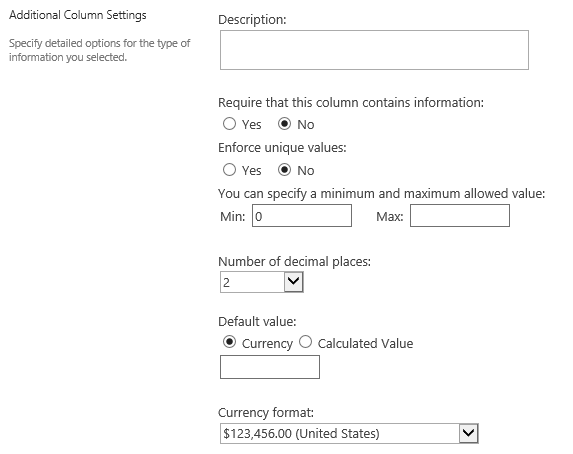 Additional Column Settings
Specify detailed options for the type of
information you selected.
Description:
Require that this column contains information:
Yes No
Enforce unique values:
Yes No
You can specify a minimum and maximum allowed value:
Min: 0 Max:
Number of decimal places:
2
Default value:
Currency Calculated Value
Currency format:
$123,456.00 (United States)